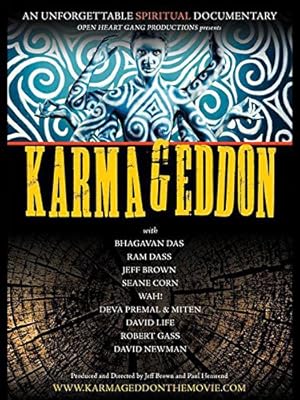 AN UNFORGETTABLE SPIRITUAL DOCUMENTARY
OPEN HEART GANG PRODUCTIONS presents
KARMAGEDDON
with
BHAGAVAN DAS
RAM DASS
JEFF BROWN
SEANE CORN
WAH!
DEVA PREMAL & MITEN
DAVID LIFE
ROBERT GASS
DAVID NEWMAN
Produced and Directed by Jeff Brown and Paul Hemrend
WWW.KARMAGEDDONTHEMOVIE.COM